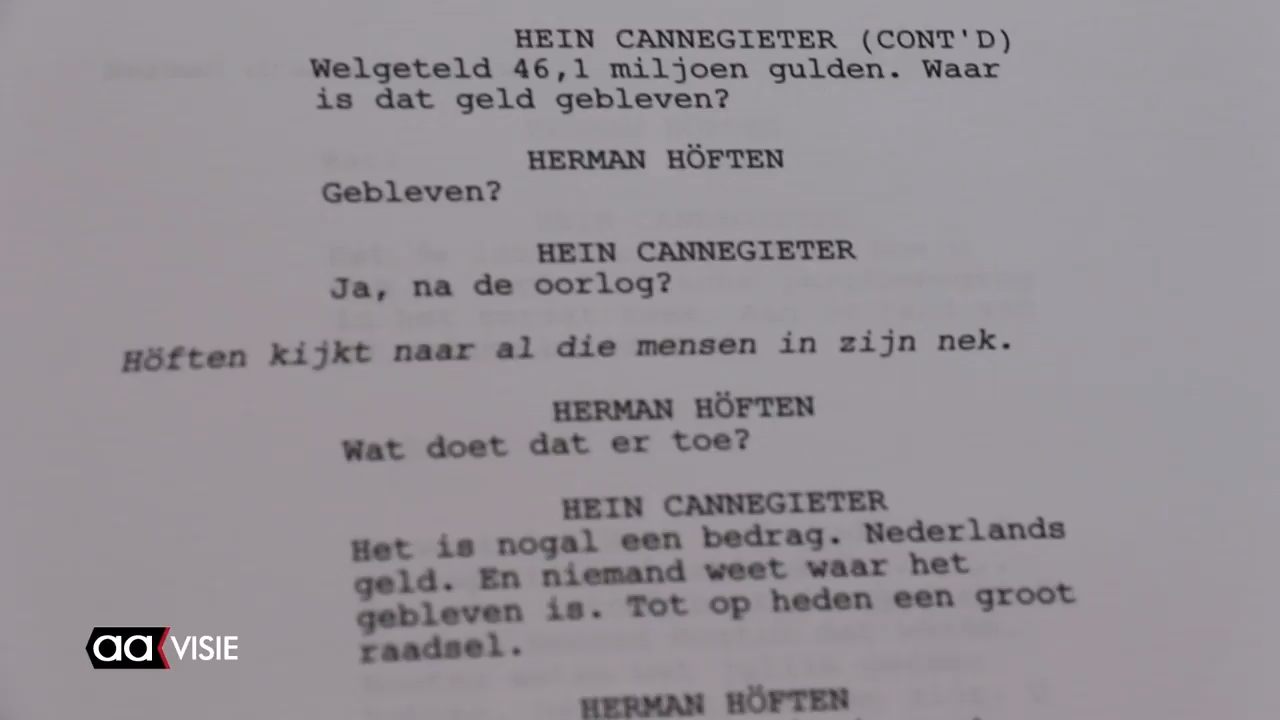 HEIN CANNEGIETER (CONT'D)
Welgeteld 46,1 miljoen gulden. Waar
is dat geld gebleven?
HERMAN HÖFTEN
Gebleven?
HEIN CANNEGIETER
Ja, na de oorlog?
Höften kijkt naar al die mensen in zijn nek.
HERMAN HÖFTEN
Wat doet dat er toe?
HEIN CANNEGIETER
Het is nogal een bedrag. Nederlands
geld. En niemand weet waar het
gebleven is. Tot op heden een groot
raadsel.
HERMAN HÖFTEN
aa VISIE